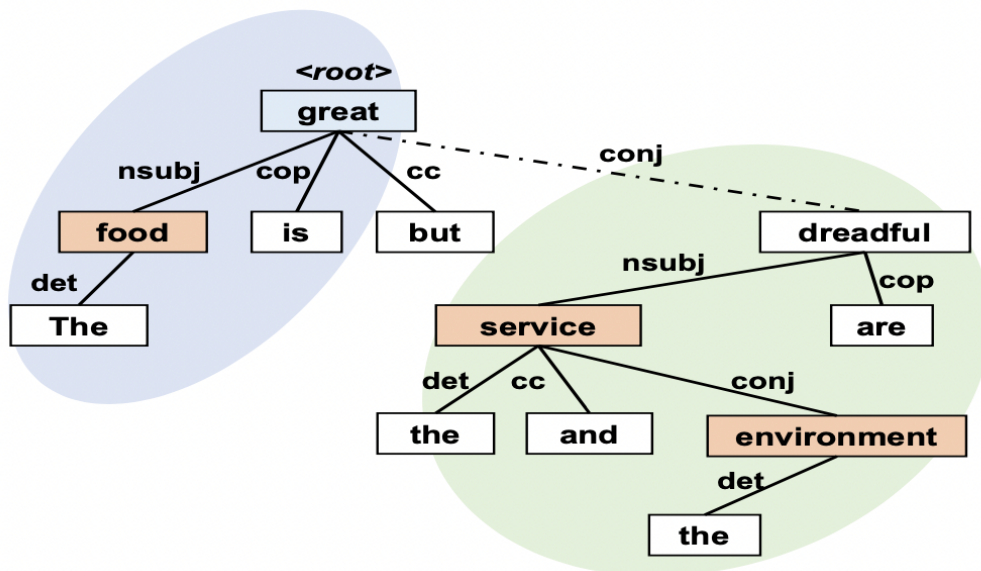 <root>
great
conj
nsubj cop cc
food is but dreadful
nsubj
det cop
The service are
det cc conj
the and environment
det
the